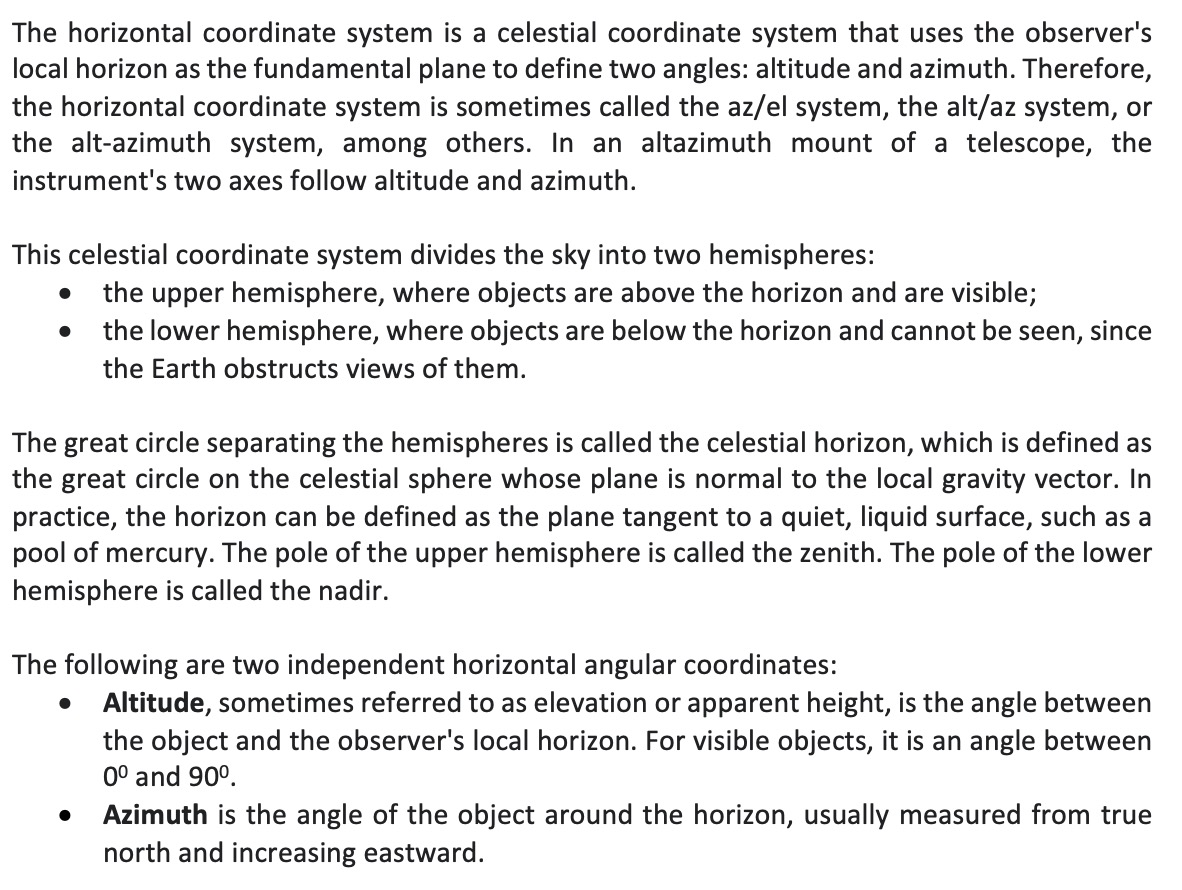 The horizontal coordinate system is a celestial coordinate system that uses the observer's
local horizon as the fundamental plane to define two angles: altitude and azimuth. Therefore,
the horizontal coordinate system is sometimes called the az/el system, the alt/az system, or
the alt-azimuth system, among others. In an altazimuth mount of a telescope, the
instrument's two axes follow altitude and azimuth.
This celestial coordinate system divides the sky into two hemispheres:
• the upper hemisphere, where objects are above the horizon and are visible;
• the lower hemisphere, where objects are below the horizon and cannot be seen, since
the Earth obstructs views of them.
The great circle separating the hemispheres is called the celestial horizon, which is defined as
the great circle on the celestial sphere whose plane is normal to the local gravity vector. In
practice, the horizon can be defined as the plane tangent to a quiet, liquid surface, such as a
pool of mercury. The pole of the upper hemisphere is called the zenith. The pole of the lower
hemisphere is called the nadir.
The following are two independent horizontal angular coordinates:
• Altitude, sometimes referred to as elevation or apparent height, is the angle between
the object and the observer's local horizon. For visible objects, it is an angle between
0⁰ and 90⁰.
• Azimuth is the angle of the object around the horizon, usually measured from true
north and increasing eastward.